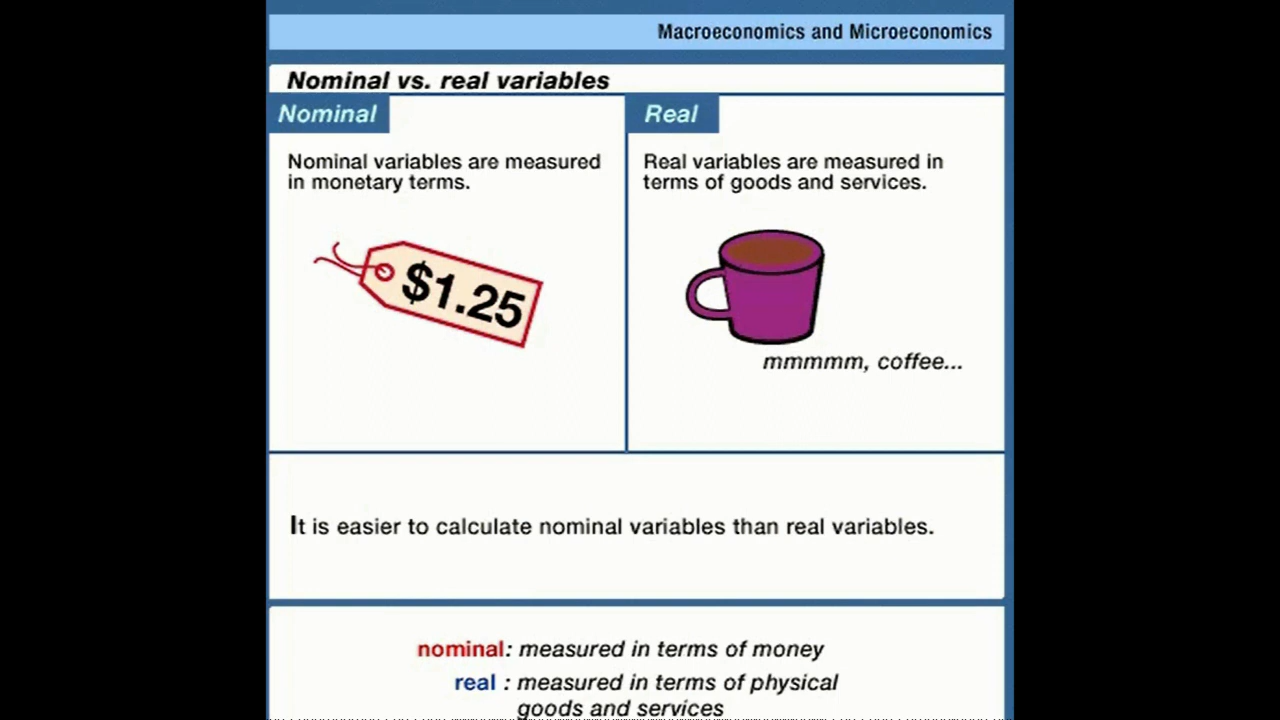 Macroeconomics and Microeconomics
Nominal vs. real variables
Nominal
Nominal variables are measured
in monetary terms.
$1.25
Real
Real variables are measured in
terms of goods and services.
mmmmm, coffee...
It is easier to calculate nominal variables than real variables.
nominal: measured in terms of money
real : measured in terms of physical
goods and services